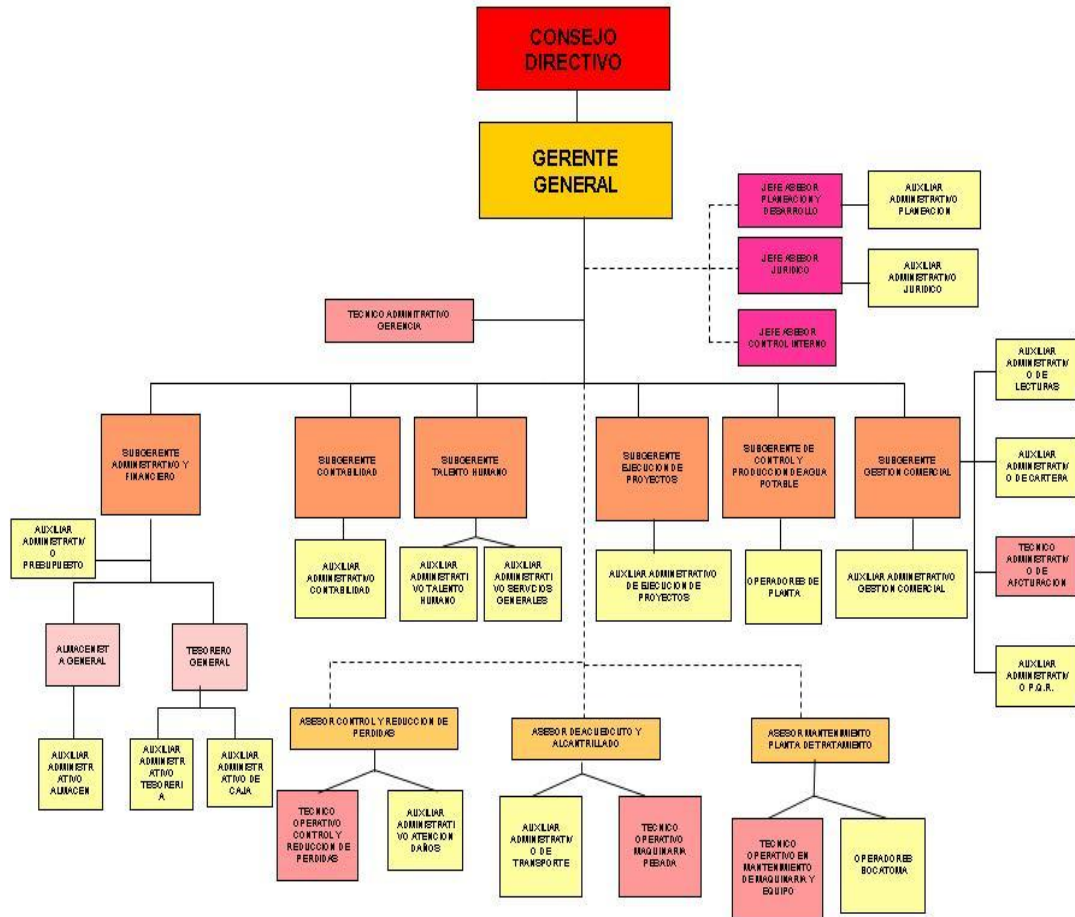 CONSEJO
DIRECTIVO
GERENTE
GENERAL
JEFE ASESOR
PLANEACION Y
DESARROLLO
AUXILIAR
ADMINISTRATIVO
PLANEACION
JEFE ASESOR
JURIDICO
AUXILIAR
ADMINISTRATIVO
JURIDICO
TECNICO ADMINITRATIVO
GERENCIA
JEFE ASESOR
CONTROL INTERNO
AUXILIAR
ADMINISTRATIV
O DE
LECTURAS
SUBGERENTE
ADMINISTRATIVO Y
FINANCIERO
SUBGERENTE
CONTABILIDAD
SUBGERENTE
TALENTO HUMANO
SUBGERENTE
EJECUCION DE
PROYECTOS
SUBGERENTE DE
CONTROL Y
PRODUCCION DE AGUA
POTABLE
SUBGERENTE
GESTION COMERCIAL
AUXILIAR
ADMINISTRATIV
O DE CARTERA
AUXILIAR
ADMINISTRATIV
O
PRESUPUESTO
AUXILIAR
ADMINISTRATIVO
CONTABILIDAD
AUXILIAR
ADMINISTRATI
VO TALENTO
HUMANO
AUXILIAR
ADMINISTRATI
VO SERVCIOS
GENERALES
AUXILIAR ADMINISTRATIVO
DE EJECUCION DE
PROYECTOS
OPERADORES DE
PLANTA
AUXILIAR ADMINISTRATIVO
GESTION COMERCIAL
TECNICO
ADMINISTRATIV
O DE
AFCTURACION
ALMACENIST
A GENERAL
TESORERO
GENERAL
AUXILIAR
ADMINISTRATIV
O P.Q.R.
ASESOR CONTROL Y REDUCCION DE
PERDIDAS
ASESOR DE ACUEDCUTO Y
ALCANTRILLADO
ASESOR MANTENIMIENTO
PLANTA DE TRATAMIENTO
AUXILIAR
ADMINISTR
ATIVO
ALMACEN
AUXILIAR
ADMINISTR
ATIVO
TESORERI
A
AUXILIAR
ADMINISTR
ATIVO DE
CAJA
TECNICO
OPERATIVO
CONTROL Y
REDUCCION DE
PERDIDAS
AUXILIAR
ADMINISTRATI
VO ATENCION
DAÑOS
AUXILIAR
ADMINISTRATIV
O DE
TRANSPORTE
TECNICO
OPERATIVO
MAQUINARIA
PESADA
TECNICO
OPERATIVO EN
MANTENIMIENTO
DE MAQUINARIA Y
EQUIPO
OPERADORES
BOCATOMA